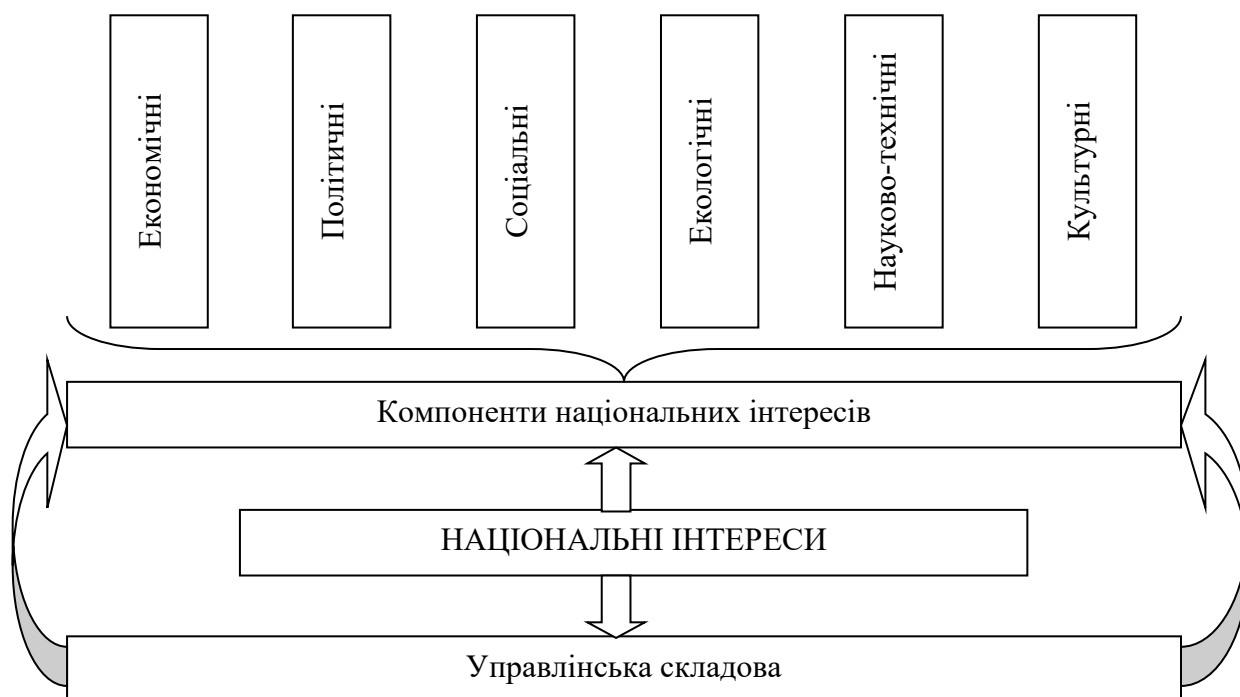 Економічні
Політичні
Соціальні
Екологічні
Науково-технічні
Культурні
Компоненти національних інтересів
НАЦІОНАЛЬНІ ІНТЕРЕСИ
Управлінська складова